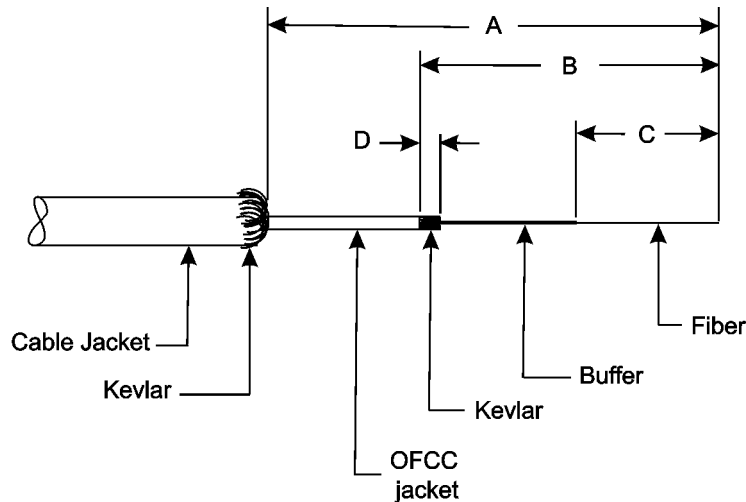 A
B
C
D
Cable Jacket
Kevlar
OFCC
jacket
Kevlar
Buffer
Fiber